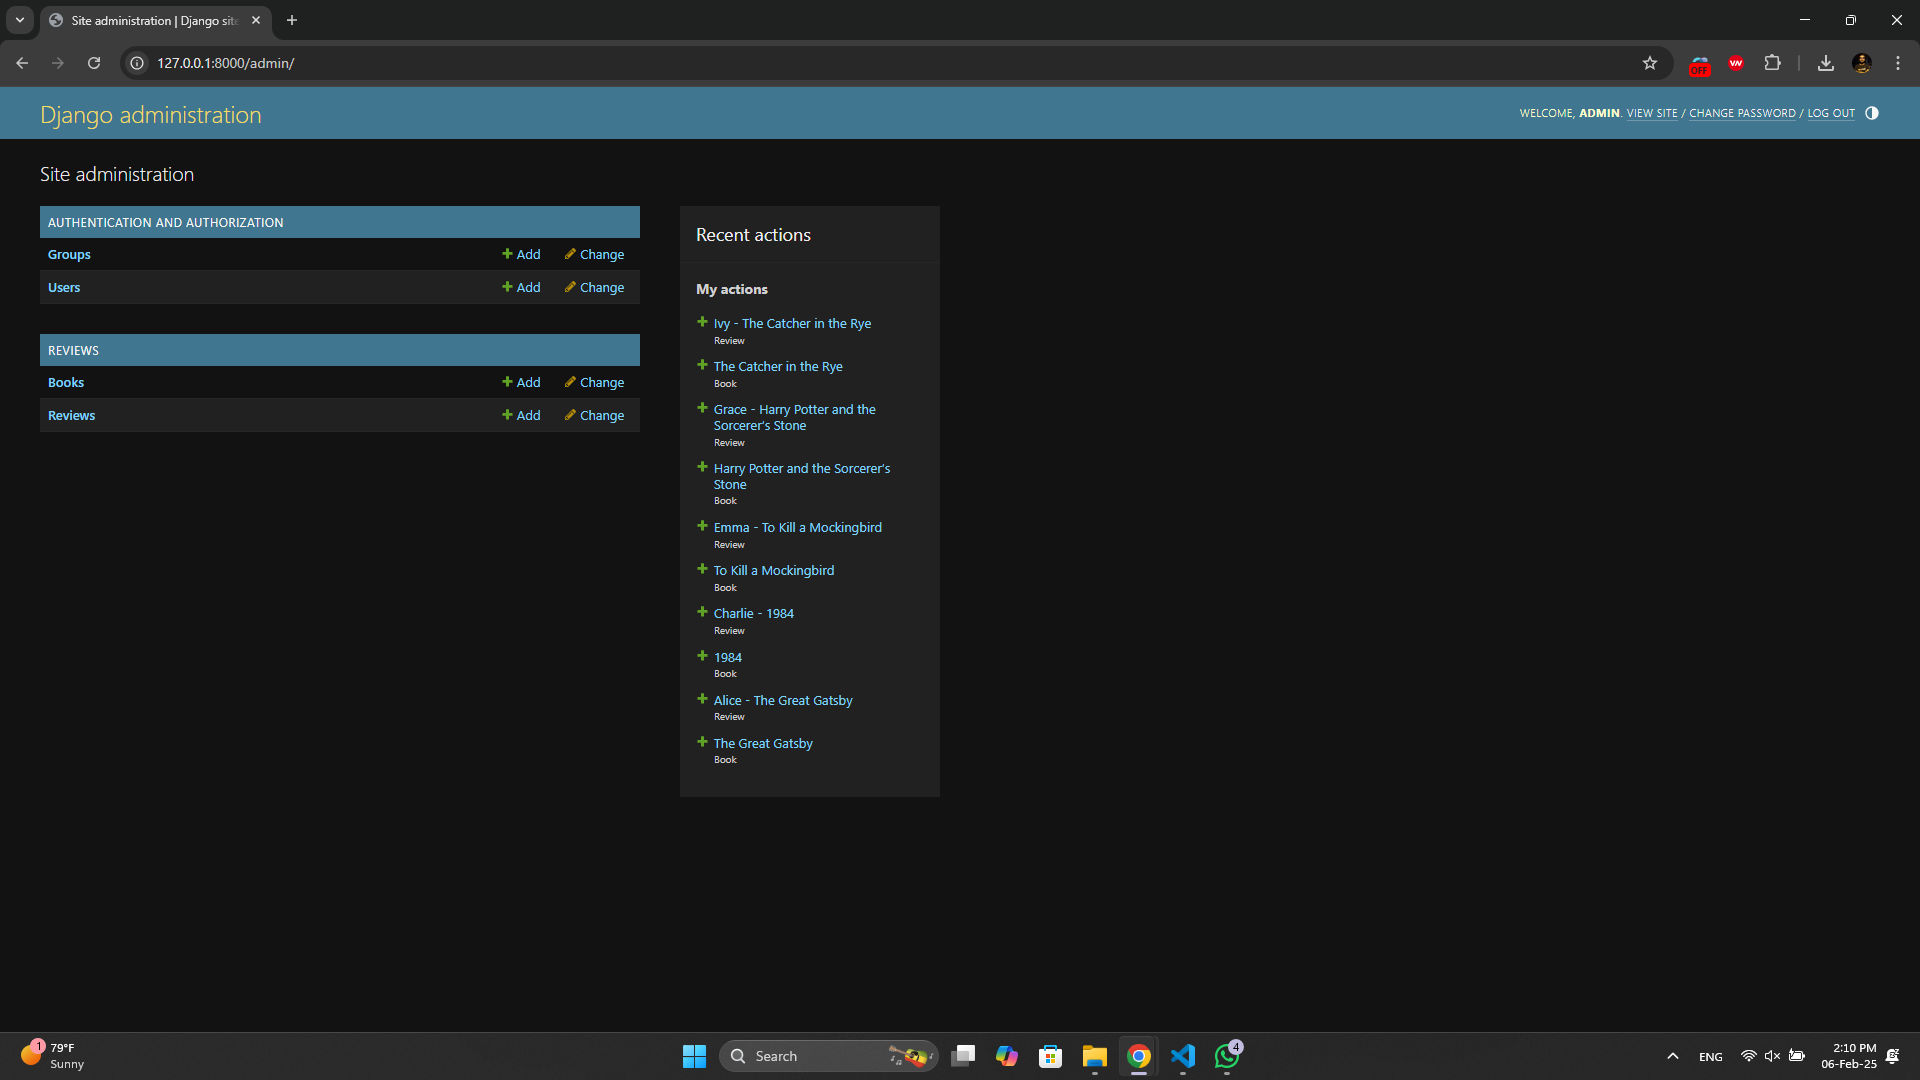 Site administration | Django site
127.0.0.1:8000/admin/
OFF
Django administration
WELCOME, ADMIN. VIEW SITE / CHANGE PASSWORD / LOG OUT
Site administration
AUTHENTICATION AND AUTHORIZATION
Groups Add Change
Users Add Change
REVIEWS
Books Add Change
Reviews Add Change
Recent actions
My actions
Ivy - The Catcher in the Rye
Review
The Catcher in the Rye
Book
Grace - Harry Potter and the
Sorcerer's Stone
Review
Harry Potter and the Sorcerer's
Stone
Book
Emma - To Kill a Mockingbird
Review
To Kill a Mockingbird
Book
Charlie - 1984
Review
1984
Book
Alice - The Great Gatsby
Review
The Great Gatsby
Book
1
79°F
Sunny
Search
4
ENG
2:10 PM
06-Feb-25